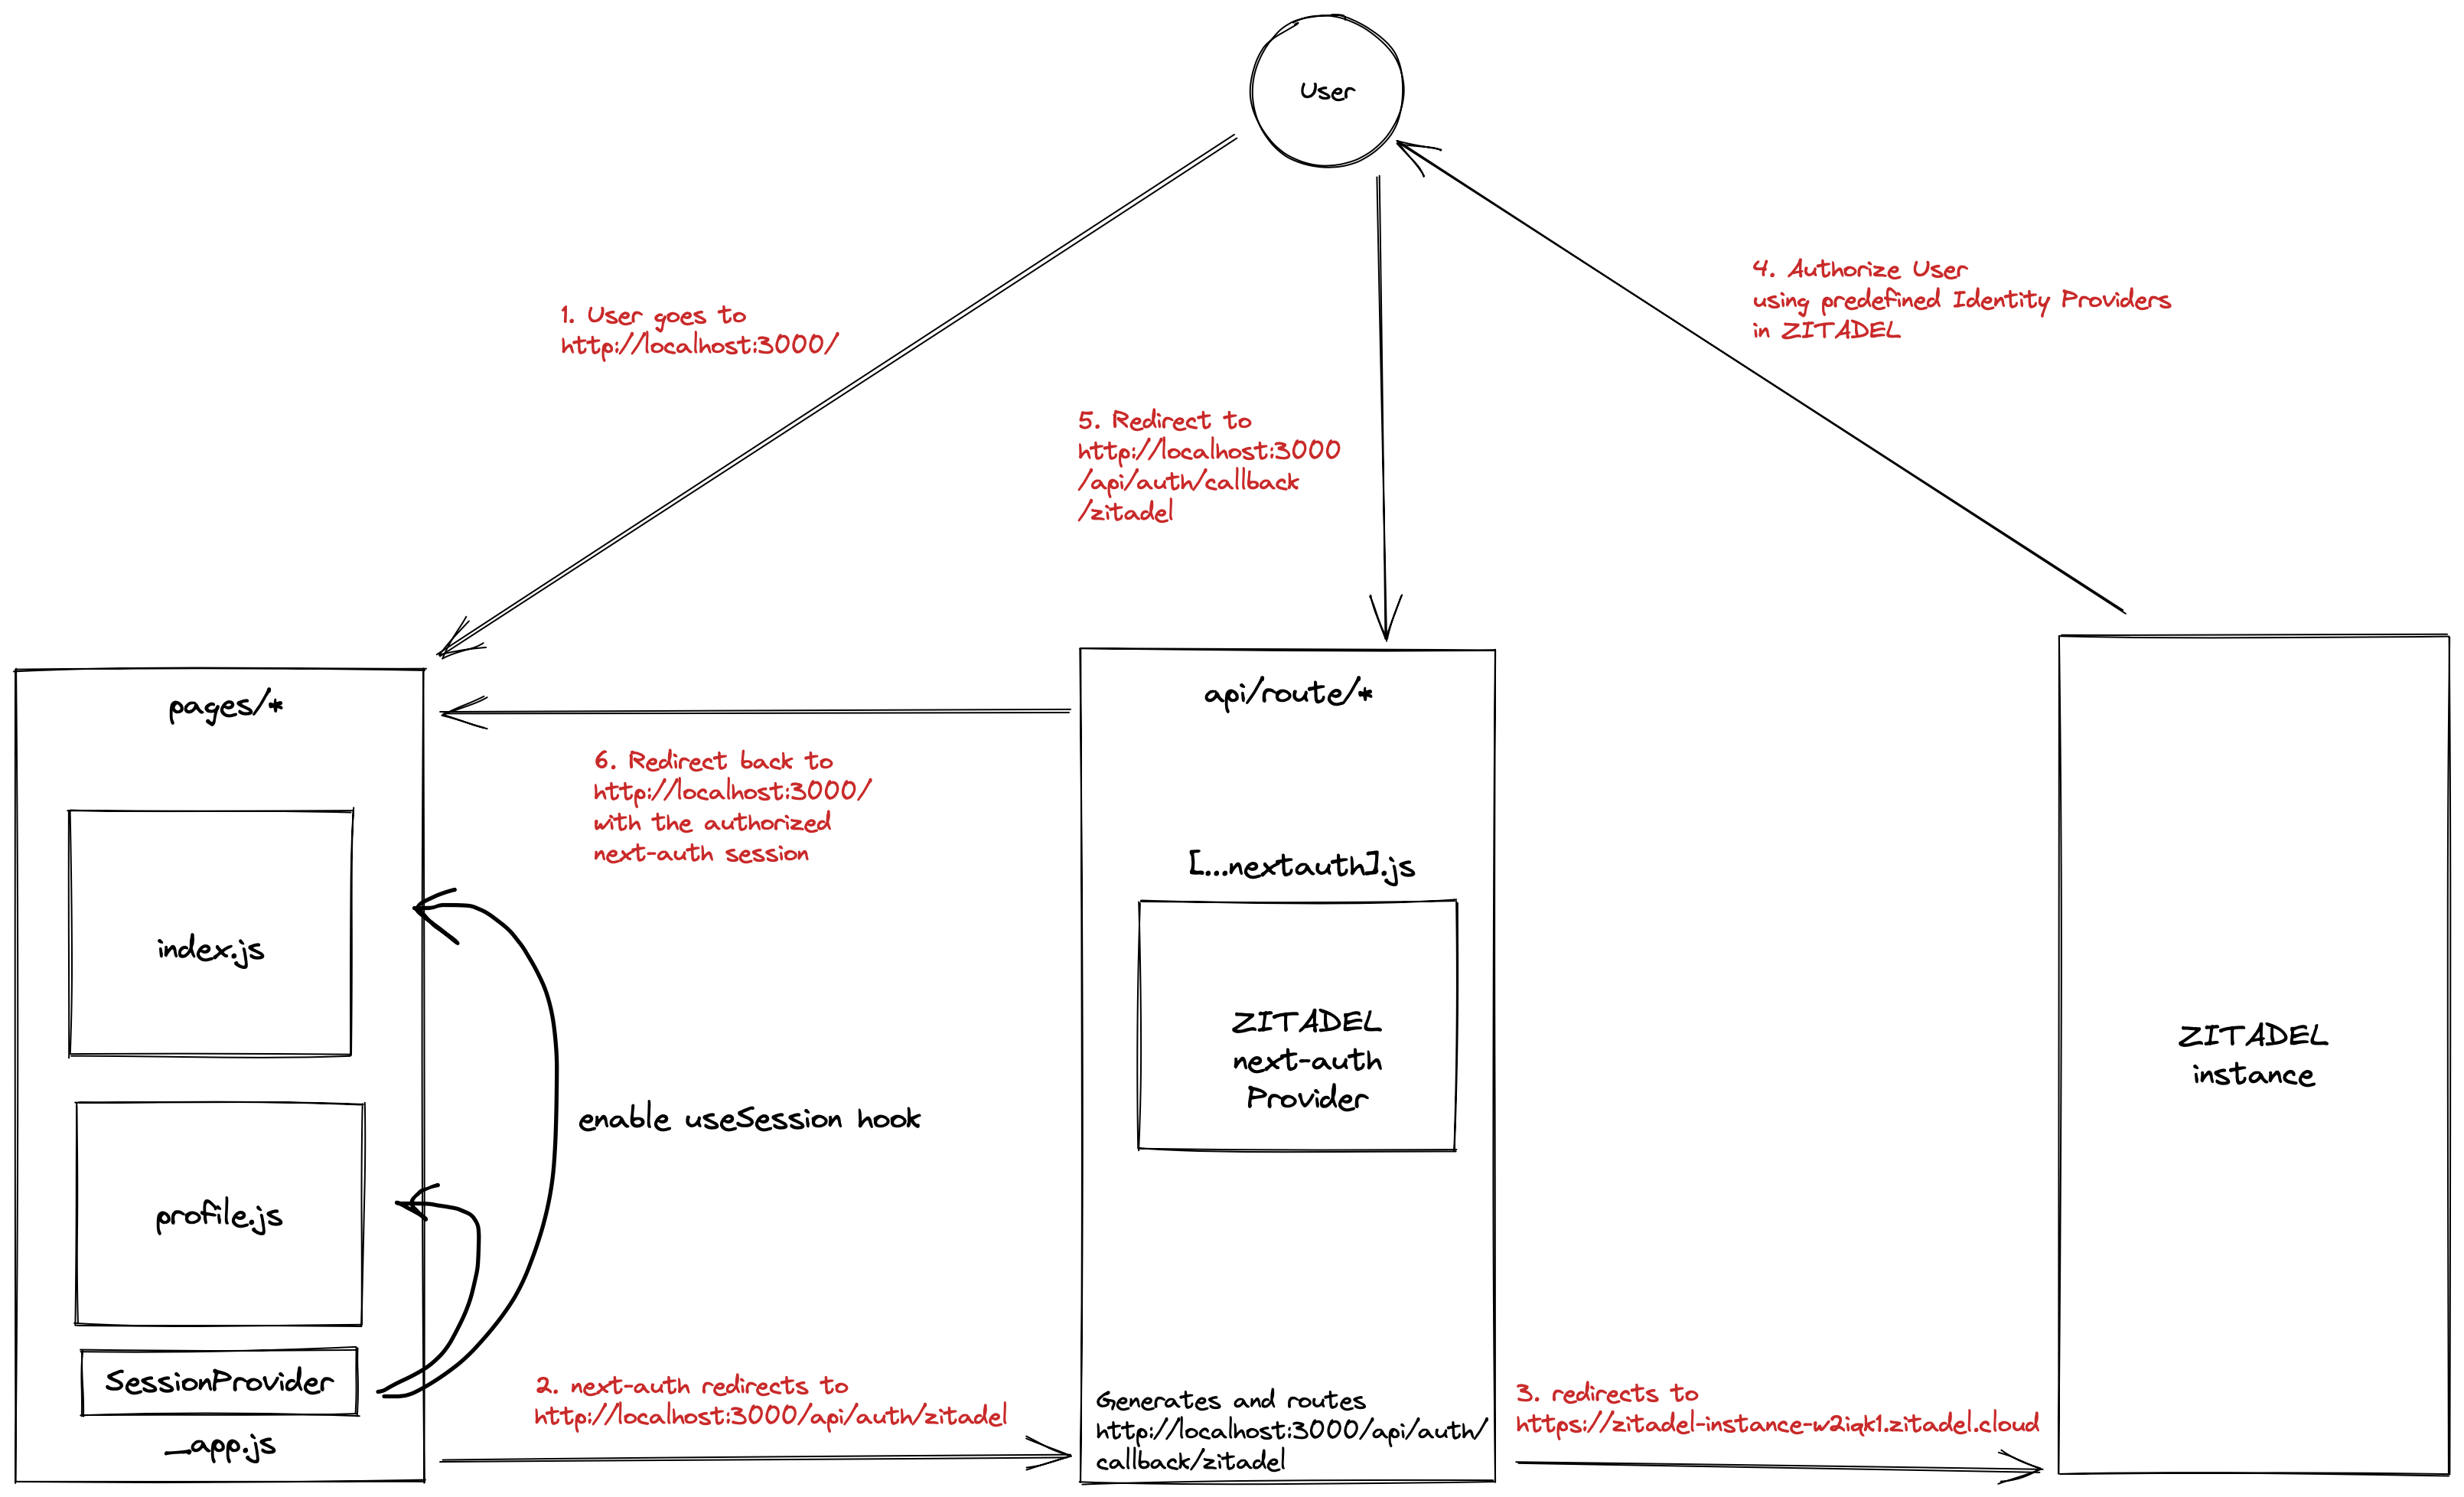 User
1. User goes to
http://localhost:3000/
4. Authorize User
using predefined Identity Providers
in ZITADEL
5. Redirect to
http://localhost:3000
/api/auth/callback
/zitadel
pages/*
api/route/*
6. Redirect back to
http://localhost:3000/
with the authorized
next-auth session
[...nextauth].js
index.js
ZITADEL
next-auth
Provider
ZITADEL
instance
enable useSession hook
profile.js
SessionProvider
_app.js
2. next-auth redirects to
http://localhost:3000/api/auth/zitadel
Generates and routes
http://localhost:3000/api/auth/
callback/zitadel
3. redirects to
https://zitadel-instance-w2iqk1.zitadel.cloud